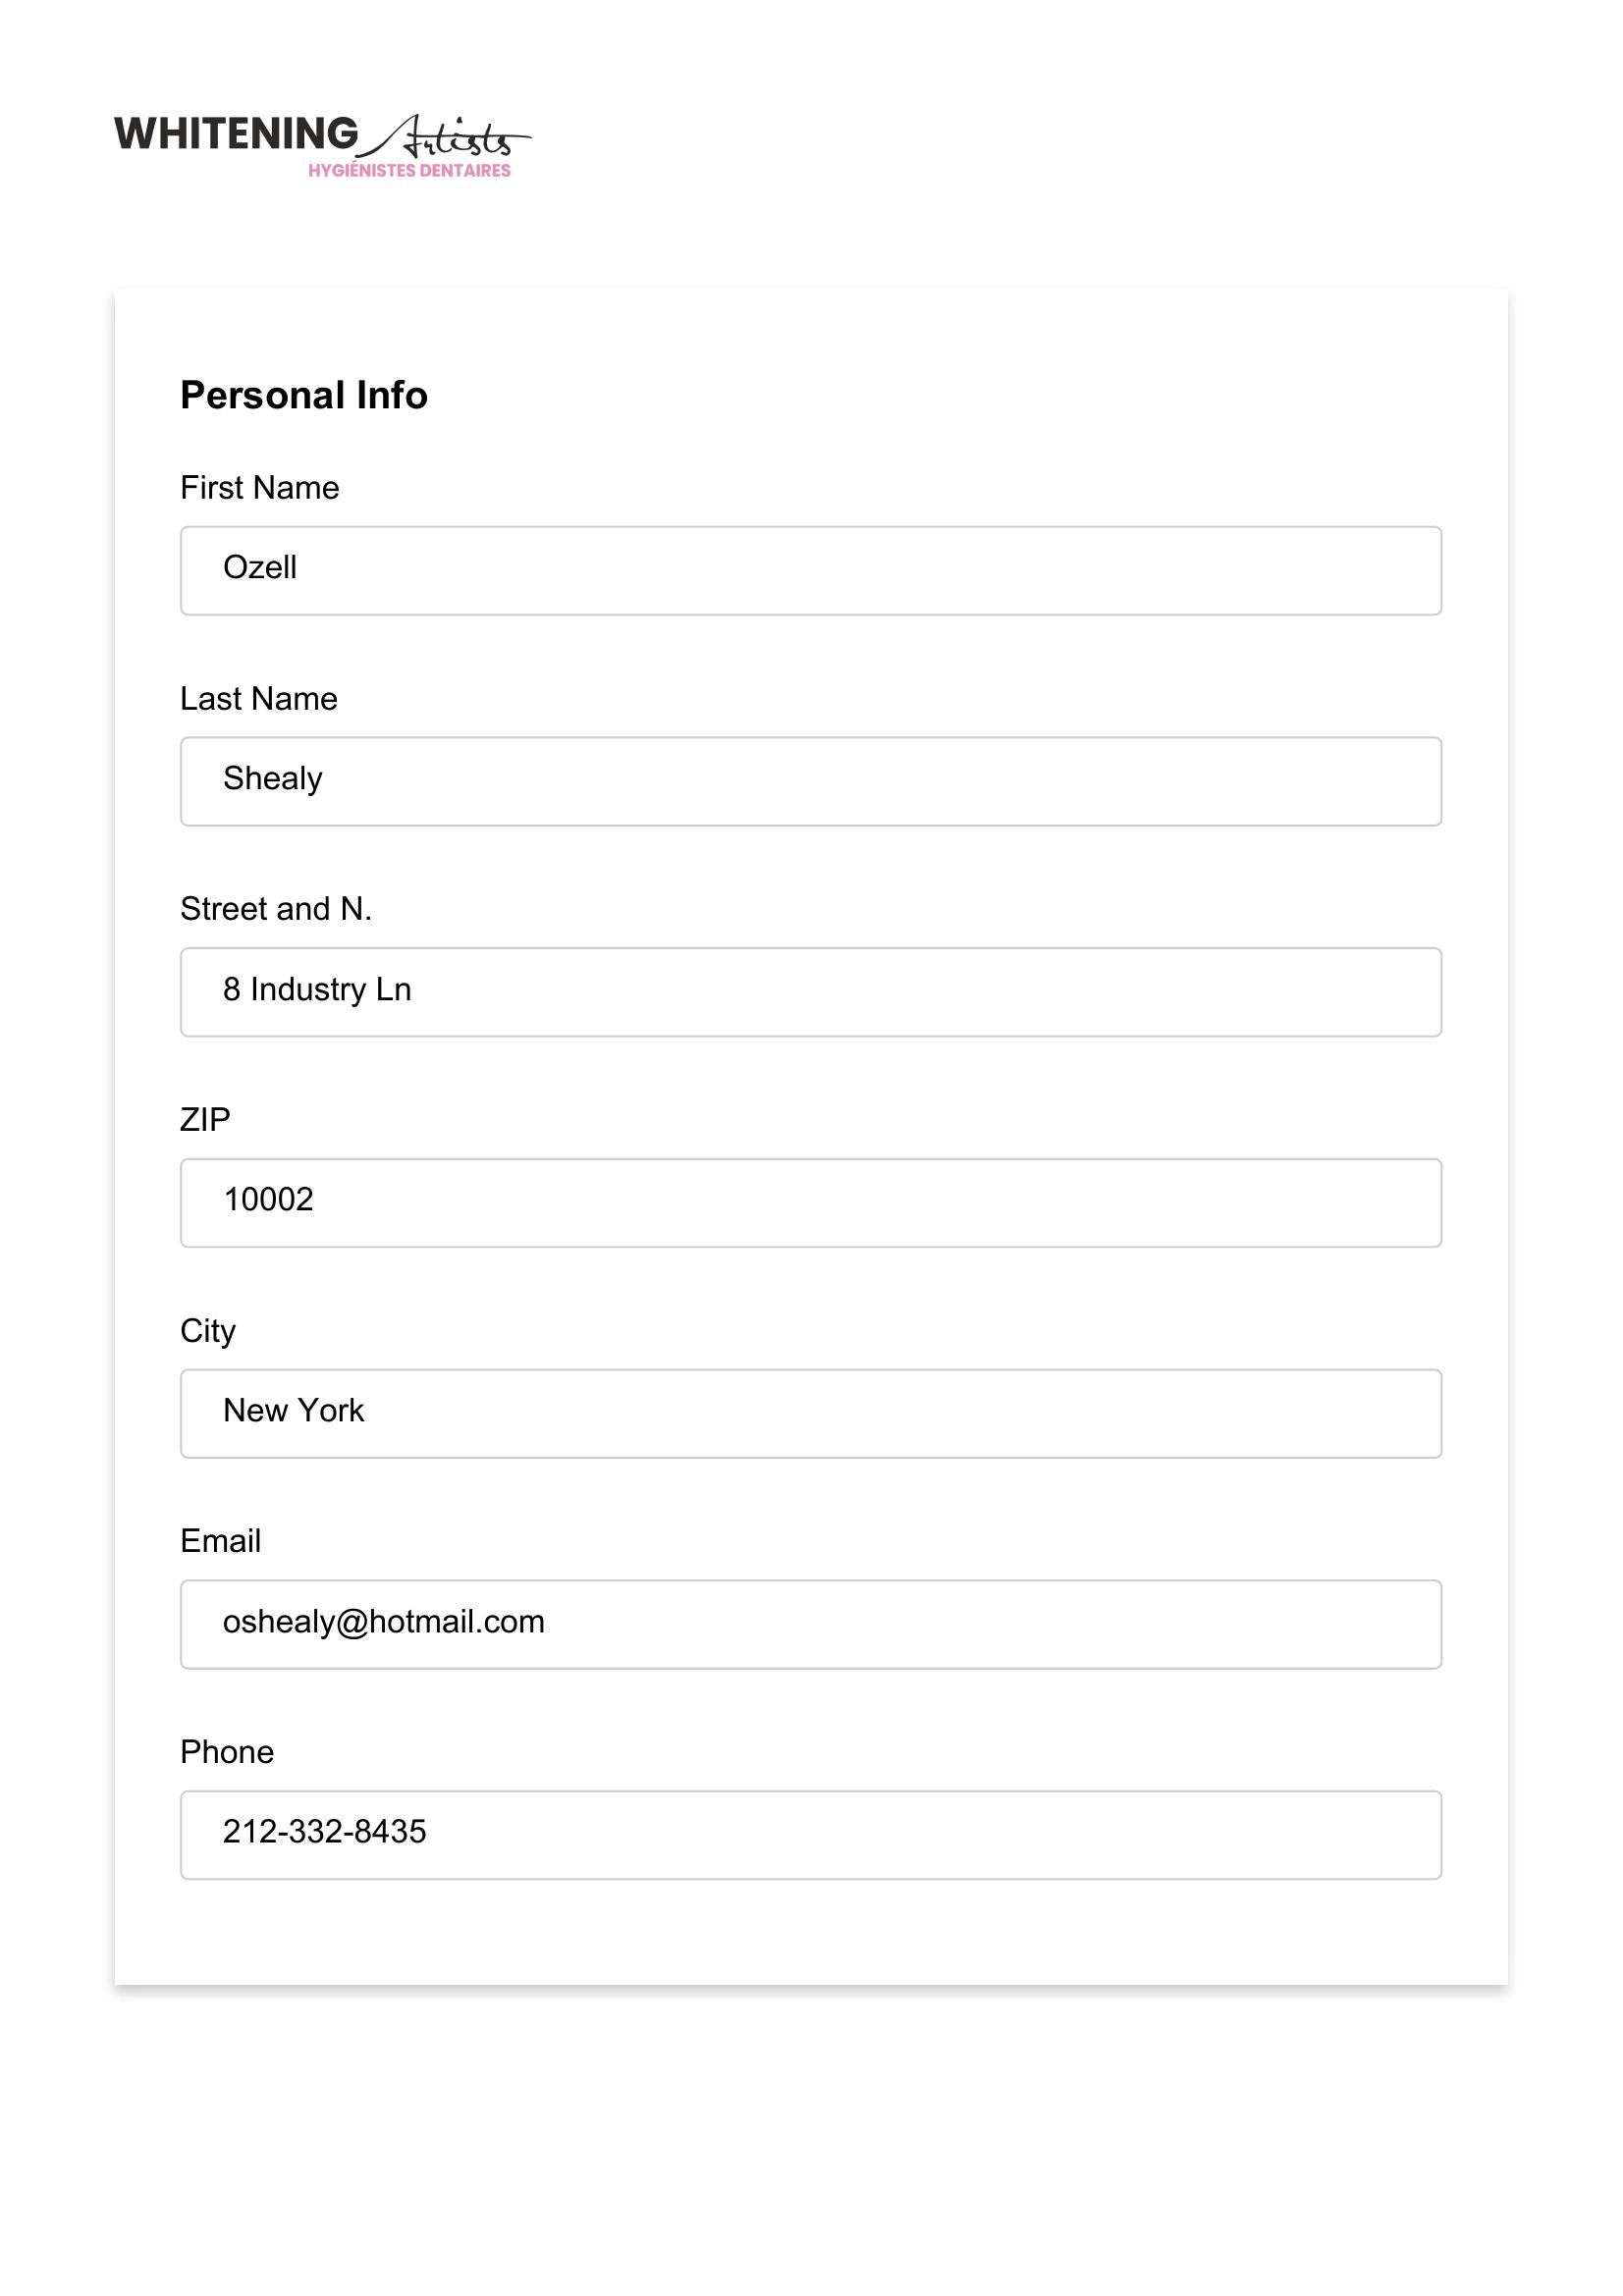 WHITENING Artists
HYGIÉNISTES DENTAIRES
Personal Info
First Name
Ozell
Last Name
Shealy
Street and N.
8 Industry Ln
ZIP
10002
City
New York
Email
oshealy@hotmail.com
Phone
212-332-8435